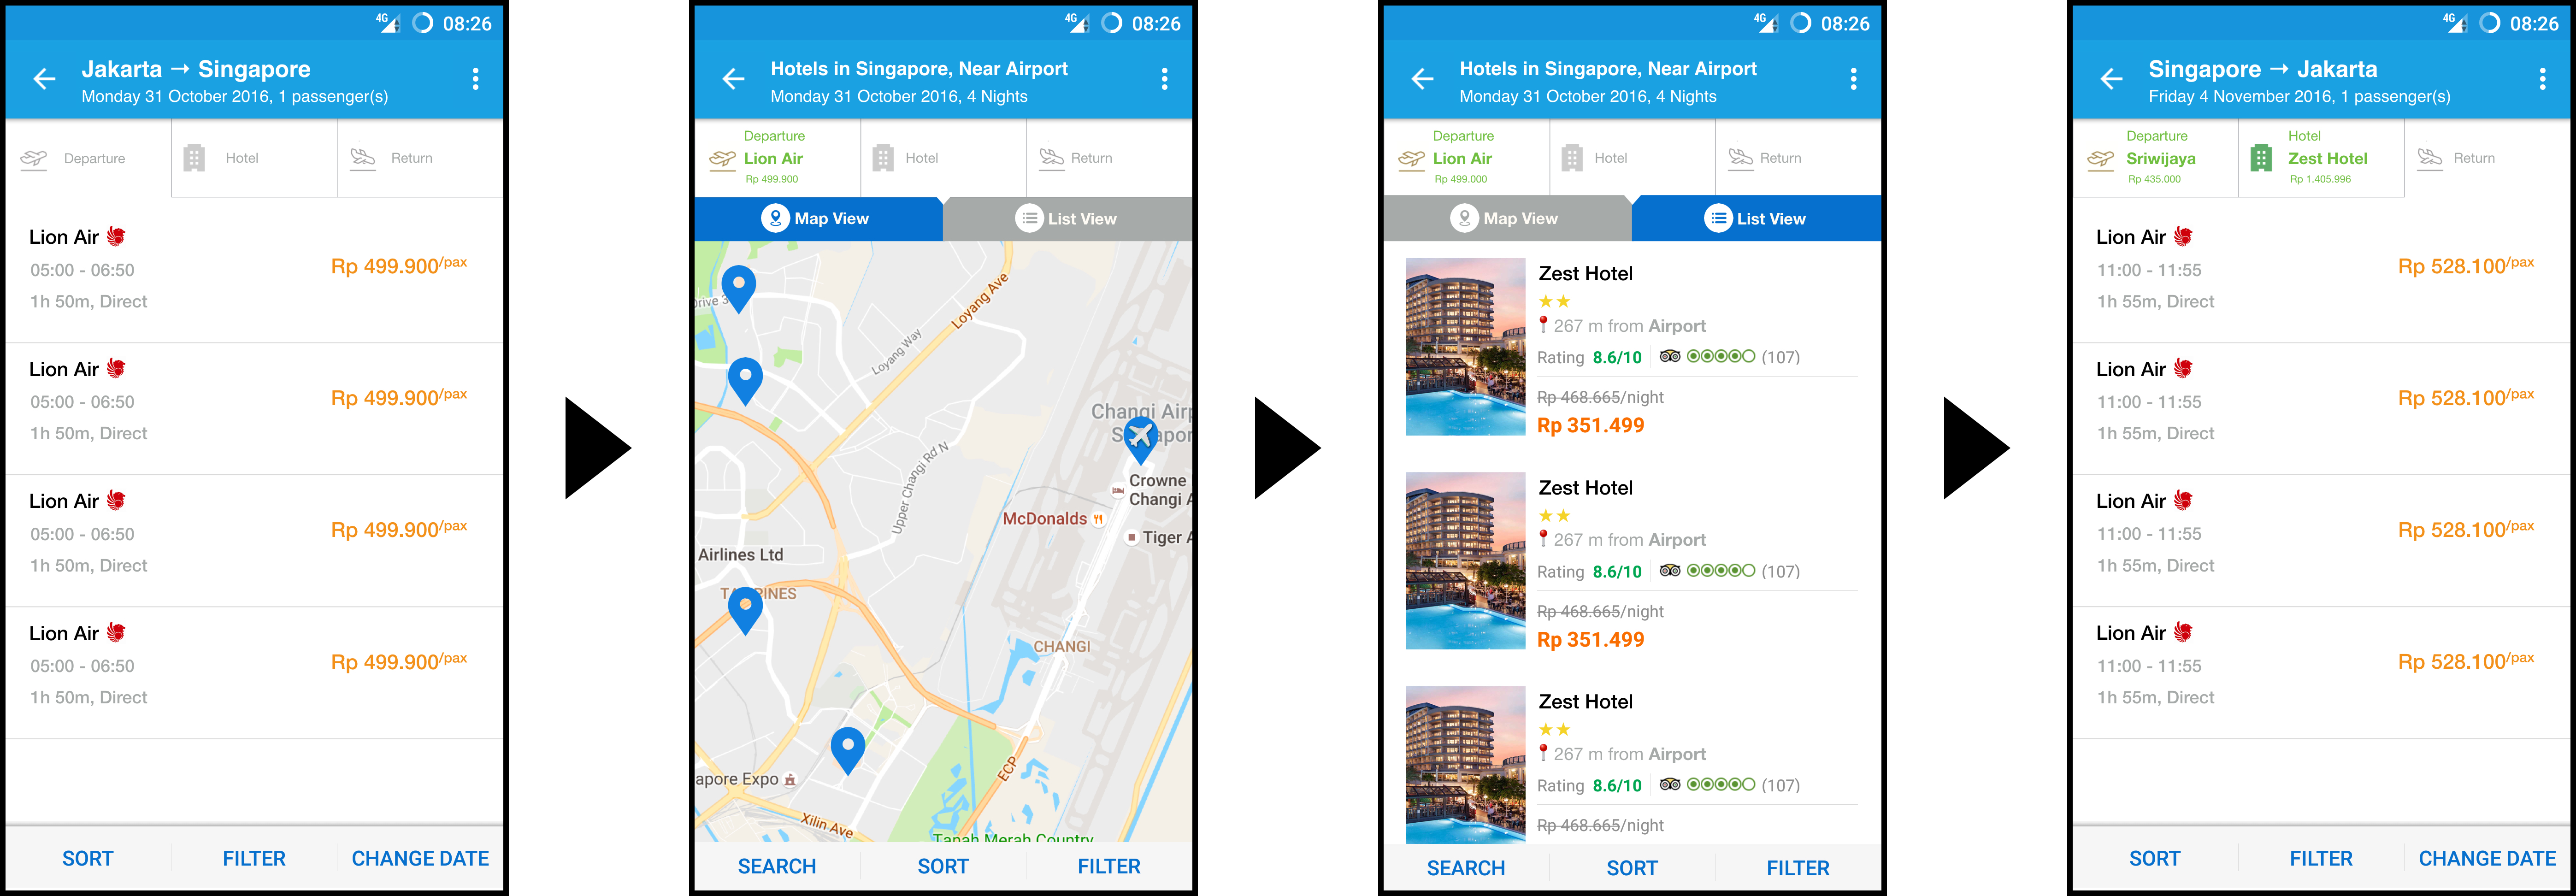 4G 08:26
Jakarta → Singapore
Monday 31 October 2016, 1 passenger(s)
Departure
Hotel
Return
Lion Air
05:00 - 06:50
Rp 499.900/pax
1h 50m, Direct
Lion Air
05:00 - 06:50
Rp 499.900/pax
1h 50m, Direct
Lion Air
05:00 - 06:50
Rp 499.900/pax
1h 50m, Direct
Lion Air
05:00 - 06:50
Rp 499.900/pax
1h 50m, Direct
SORT
FILTER
CHANGE DATE
4G 08:26
Hotels in Singapore, Near Airport
Monday 31 October 2016, 4 Nights
Departure
Lion Air
Rp 499.900
Hotel
Return
Map View
List View
Drive 3
Loyang Ave
Loyang Way
Upper Changi Rd N
Changi Airp
Crowne
Changi A
McDonalds
Tiger A
Airlines Ltd
CHANGI
apore Expo
ECP
Xilin Ave
Tanah Merah Country
SEARCH
SORT
FILTER
4G 08:26
Hotels in Singapore, Near Airport
Monday 31 October 2016, 4 Nights
Departure
Lion Air
Rp 499.000
Hotel
Return
Map View
List View
Zest Hotel
267 m from Airport
Rating 8.6/10 (107)
Rp 468.665/night
Rp 351.499
Zest Hotel
267 m from Airport
Rating 8.6/10 (107)
Rp 468.665/night
Rp 351.499
Zest Hotel
267 m from Airport
Rating 8.6/10 (107)
Rp 468.665/night
SEARCH
SORT
FILTER
4G 08:26
Singapore → Jakarta
Friday 4 November 2016, 1 passenger(s)
Departure
Sriwijaya
Rp 435.000
Hotel
Zest Hotel
Rp 1.405.996
Return
Lion Air
11:00 - 11:55
Rp 528.100/pax
1h 55m, Direct
Lion Air
11:00 - 11:55
Rp 528.100/pax
1h 55m, Direct
Lion Air
11:00 - 11:55
Rp 528.100/pax
1h 55m, Direct
Lion Air
11:00 - 11:55
Rp 528.100/pax
1h 55m, Direct
SORT
FILTER
CHANGE DATE